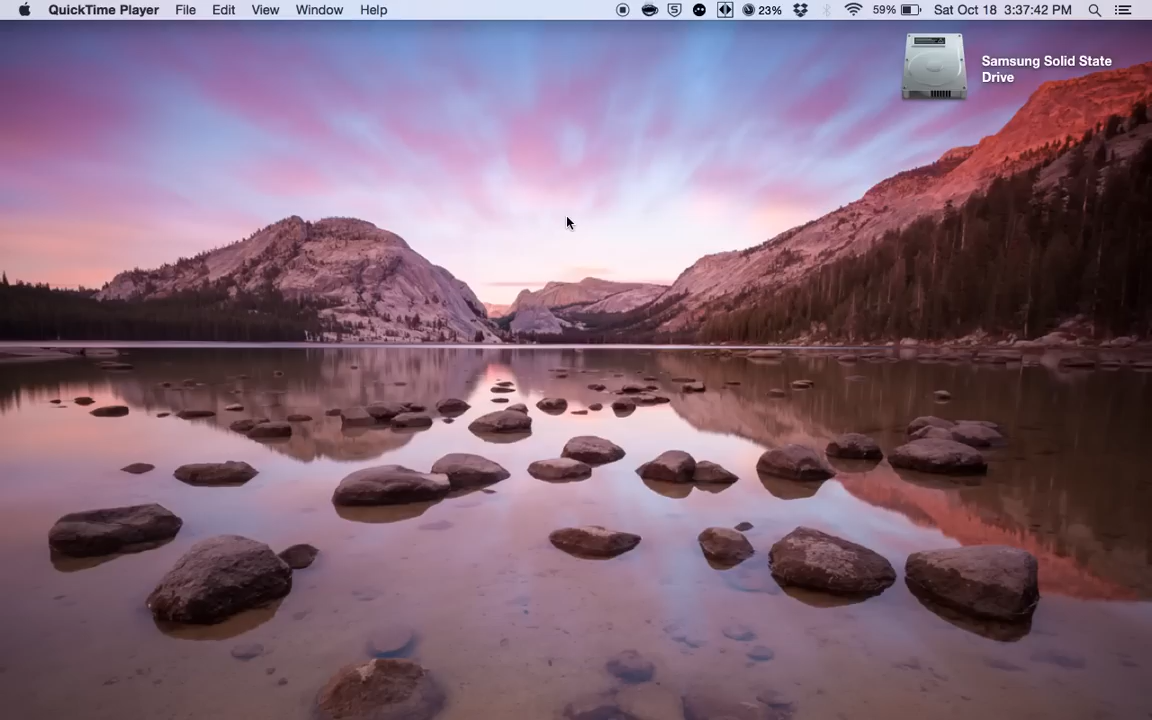 QuickTime Player File Edit View Window Help 23% 59% Sat Oct 18 3:37:42 PM
Samsung Solid State
Drive